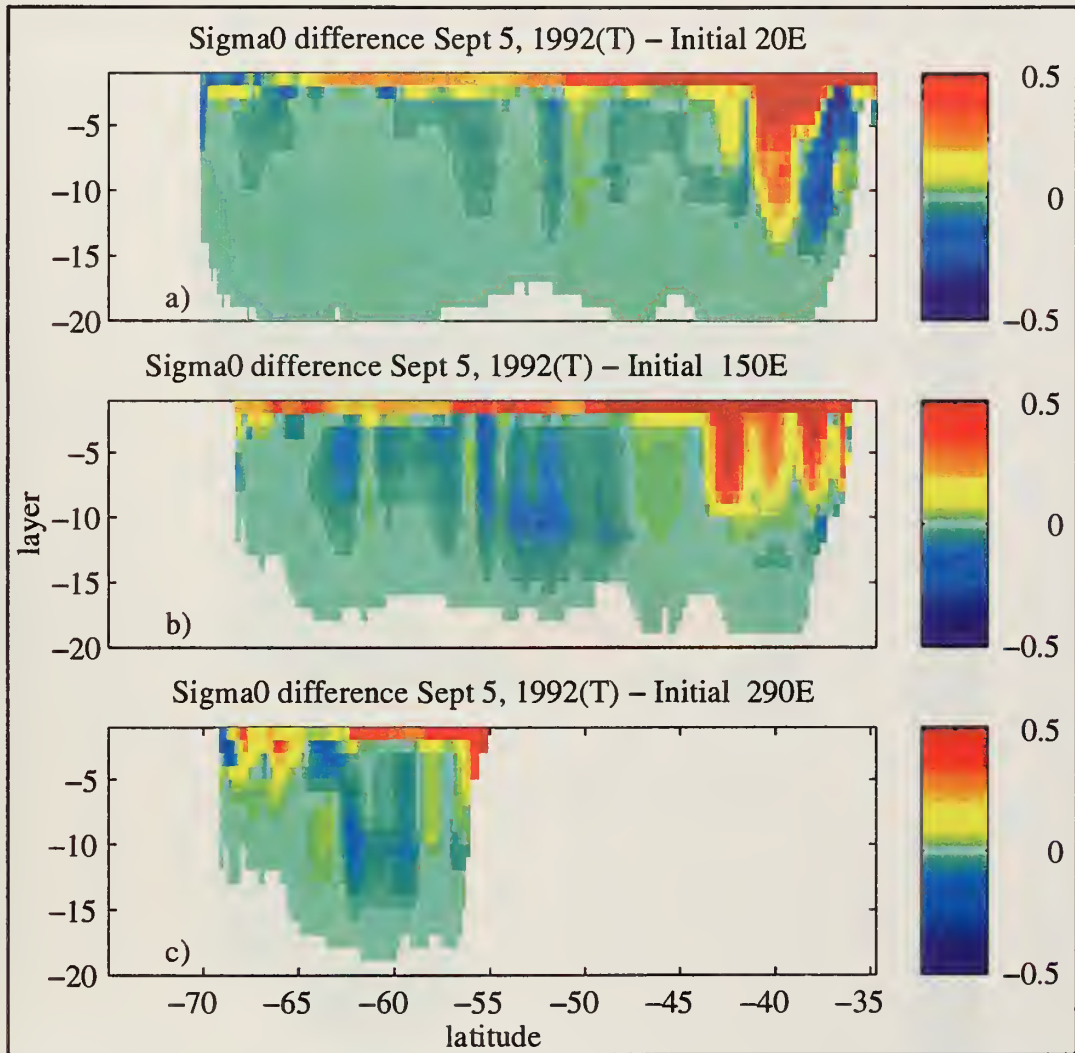 Sigma0 difference Sept 5, 1992(T) – Initial 20E
0.5
0
–0.5
–5
–10
–15
–20
a)
Sigma0 difference Sept 5, 1992(T) – Initial 150E
0.5
0
–0.5
layer
–5
–10
–15
–20
b)
Sigma0 difference Sept 5, 1992(T) – Initial 290E
0.5
0
–0.5
–5
–10
–15
–20
c)
–70 –65 –60 –55 –50 –45 –40 –35
latitude